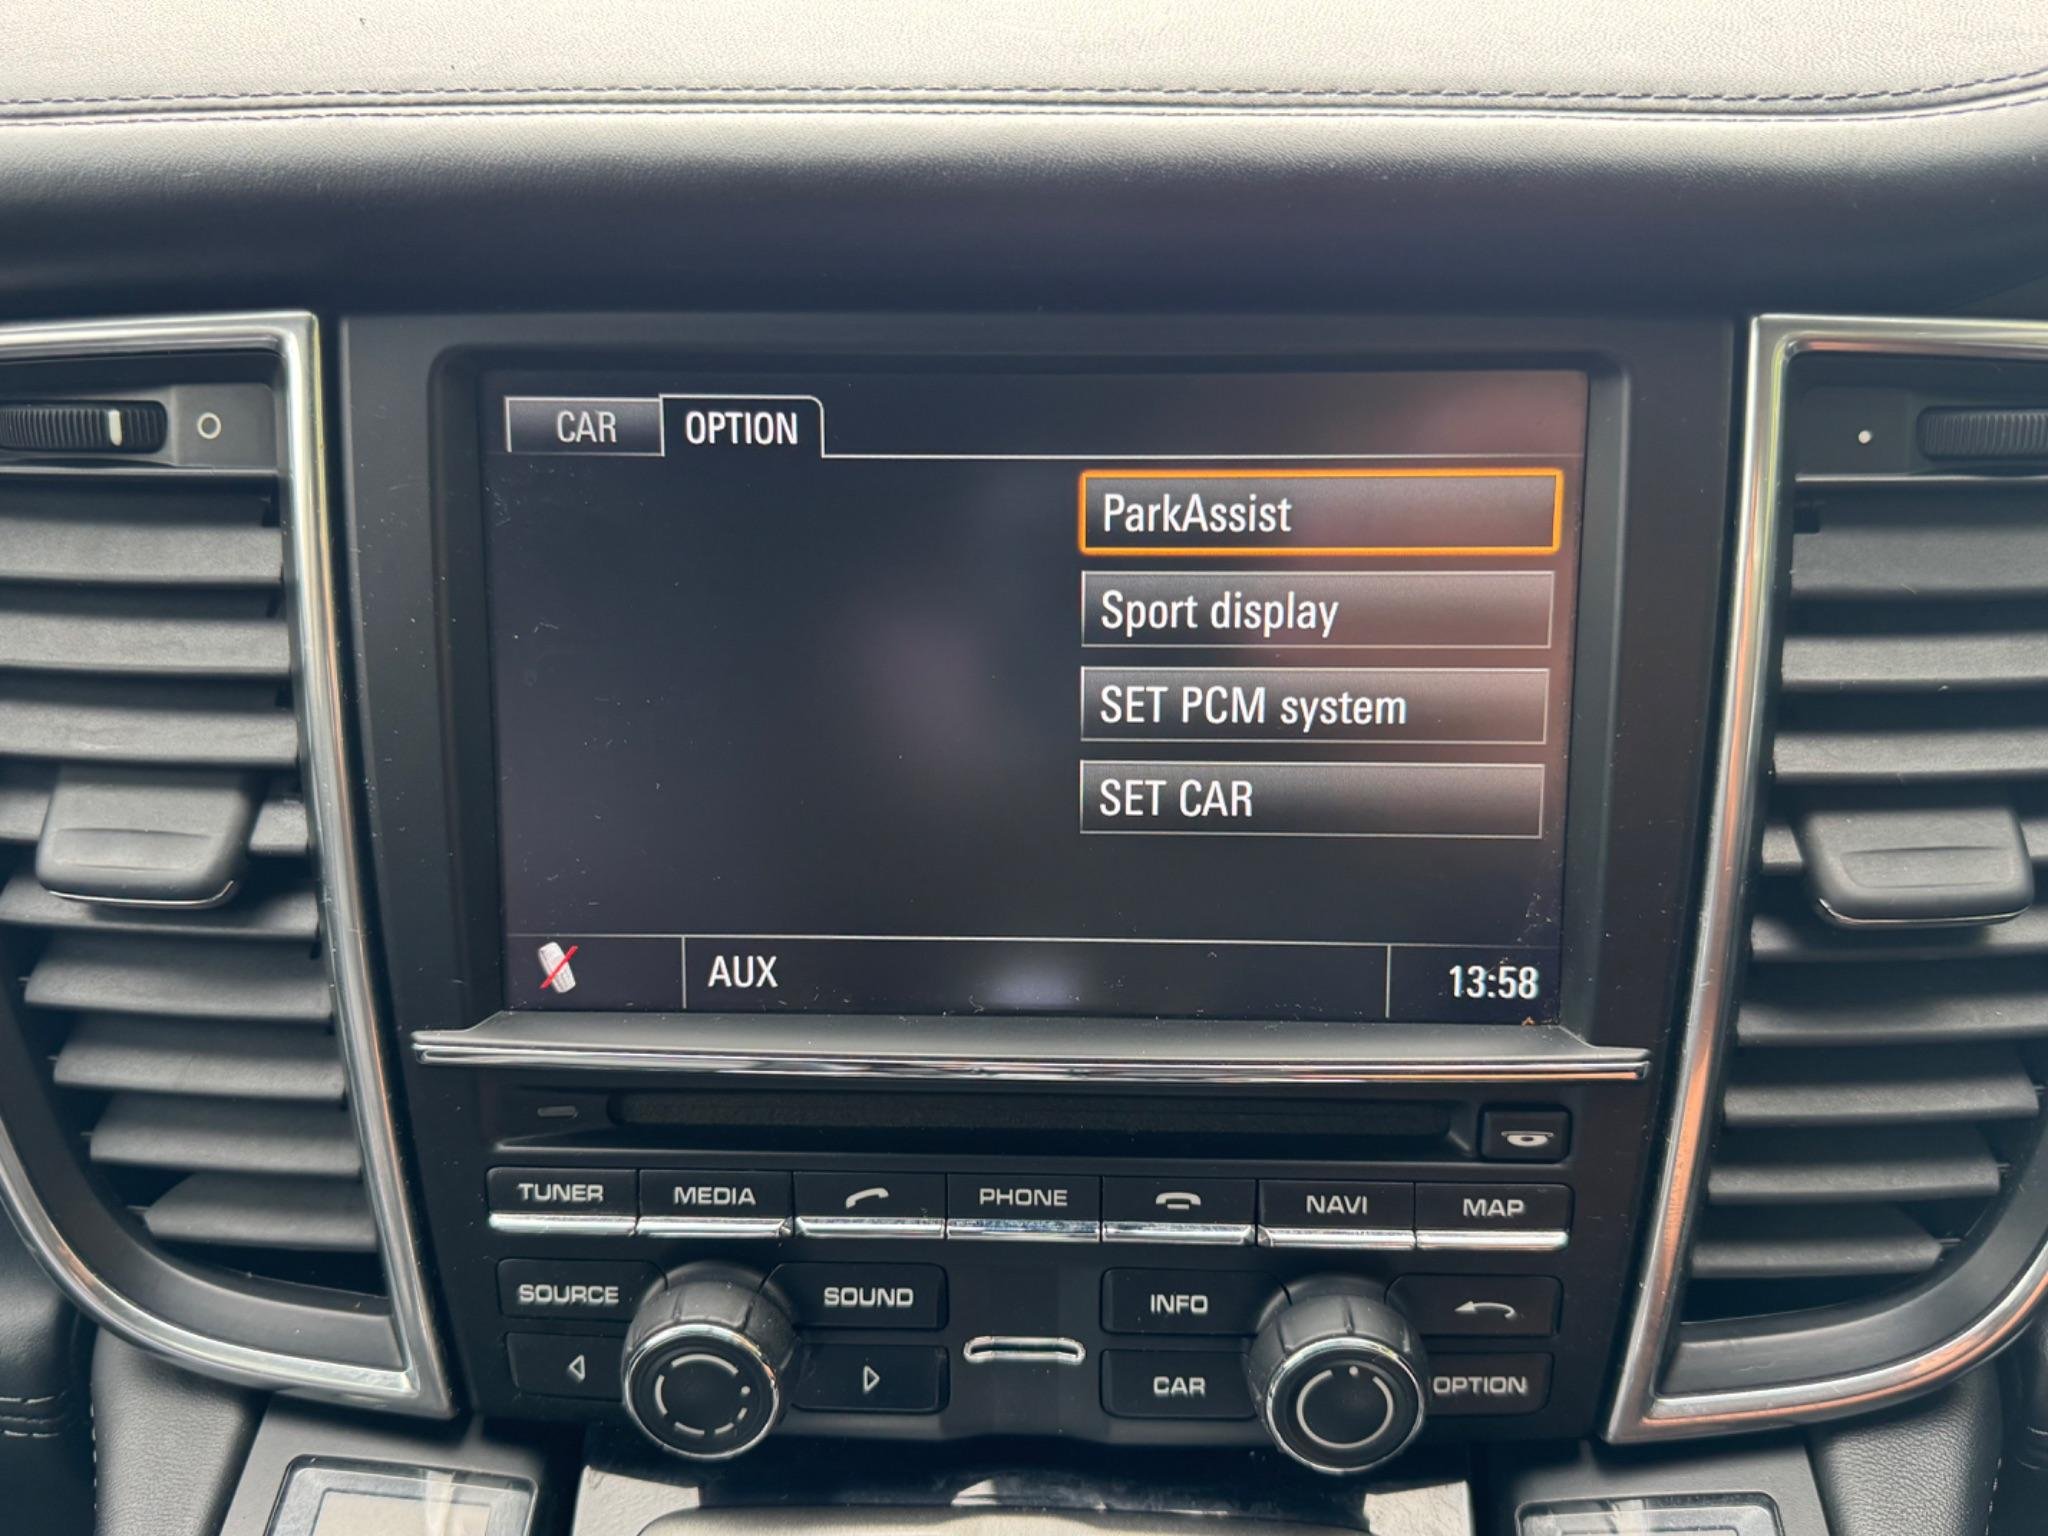 CAR OPTION
ParkAssist
Sport display
SET PCM system
SET CAR
AUX 13:58
TUNER MEDIA PHONE NAVI MAP
SOURCE SOUND INFO
CAR OPTION